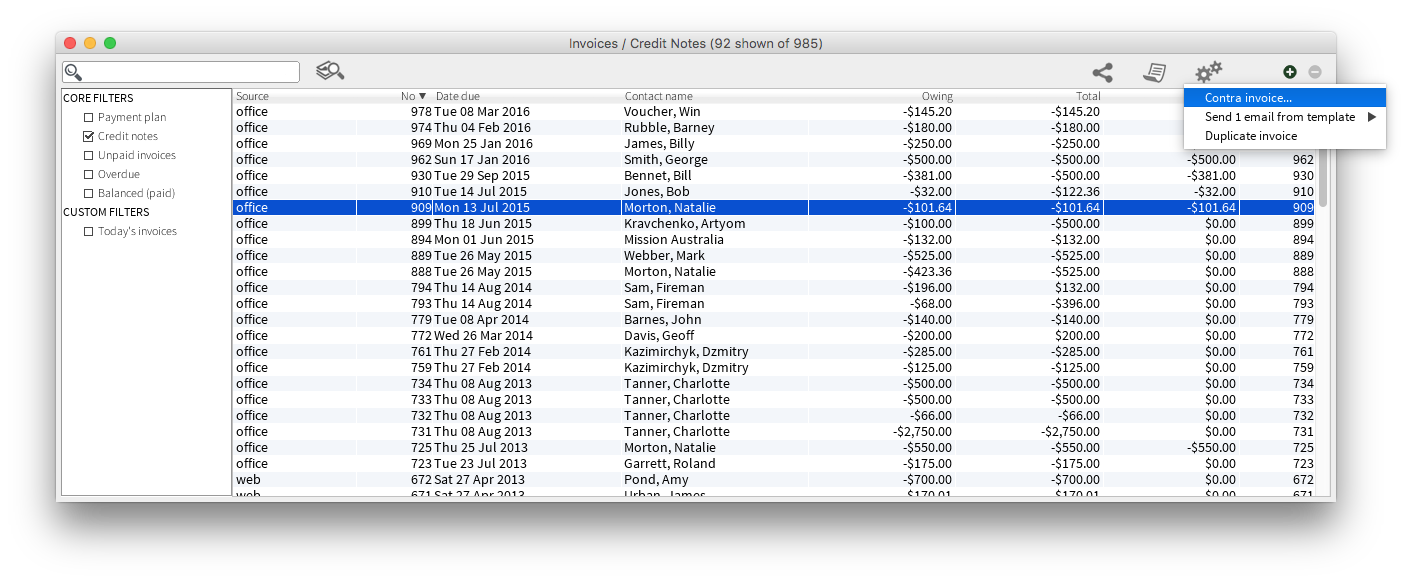 Invoices / Credit Notes (92 shown of 985)
CORE FILTERS
Payment plan
Credit notes
Unpaid invoices
Overdue
Balanced (paid)
CUSTOM FILTERS
Today's invoices
Contra invoice...
Send 1 email from template
Duplicate invoice
Source No Date due Contact name Owing Total
office 978 Tue 08 Mar 2016 Voucher, Win -$145.20 -$145.20
office 974 Thu 04 Feb 2016 Rubble, Barney -$180.00 -$180.00
office 969 Mon 25 Jan 2016 James, Billy -$250.00 -$250.00
office 962 Sun 17 Jan 2016 Smith, George -$500.00 -$500.00 -$500.00 962
office 930 Tue 29 Sep 2015 Bennet, Bill -$381.00 -$500.00 -$381.00 930
office 910 Tue 14 Jul 2015 Jones, Bob -$32.00 -$122.36 -$32.00 910
office 909 Mon 13 Jul 2015 Morton, Natalie -$101.64 -$101.64 -$101.64 909
office 899 Thu 18 Jun 2015 Kravchenko, Artyom -$100.00 -$500.00 $0.00 899
office 894 Mon 01 Jun 2015 Mission Australia -$132.00 -$132.00 $0.00 894
office 889 Tue 26 May 2015 Webber, Mark -$525.00 -$525.00 $0.00 889
office 888 Tue 26 May 2015 Morton, Natalie -$423.36 -$525.00 $0.00 888
office 794 Thu 14 Aug 2014 Sam, Fireman -$196.00 $132.00 $0.00 794
office 793 Thu 14 Aug 2014 Sam, Fireman -$68.00 -$396.00 $0.00 793
office 779 Tue 08 Apr 2014 Barnes, John -$140.00 -$140.00 $0.00 779
office 772 Wed 26 Mar 2014 Davis, Geoff -$200.00 $200.00 $0.00 772
office 761 Thu 27 Feb 2014 Kazimirchyk, Dzmitry -$285.00 -$285.00 $0.00 761
office 759 Thu 27 Feb 2014 Kazimirchyk, Dzmitry -$125.00 -$125.00 $0.00 759
office 734 Thu 08 Aug 2013 Tanner, Charlotte -$500.00 -$500.00 $0.00 734
office 733 Thu 08 Aug 2013 Tanner, Charlotte -$500.00 -$500.00 $0.00 733
office 732 Thu 08 Aug 2013 Tanner, Charlotte -$66.00 -$66.00 $0.00 732
office 731 Thu 08 Aug 2013 Tanner, Charlotte -$2,750.00 -$2,750.00 $0.00 731
office 725 Thu 25 Jul 2013 Morton, Natalie -$550.00 -$550.00 -$550.00 725
office 723 Tue 23 Jul 2013 Garrett, Roland -$175.00 -$175.00 $0.00 723
web 672 Sat 27 Apr 2013 Pond, Amy -$700.00 -$700.00 $0.00 672
web 671 Sat 27 Apr 2013 Urban, James -$170.01 -$170.01 $0.00 671